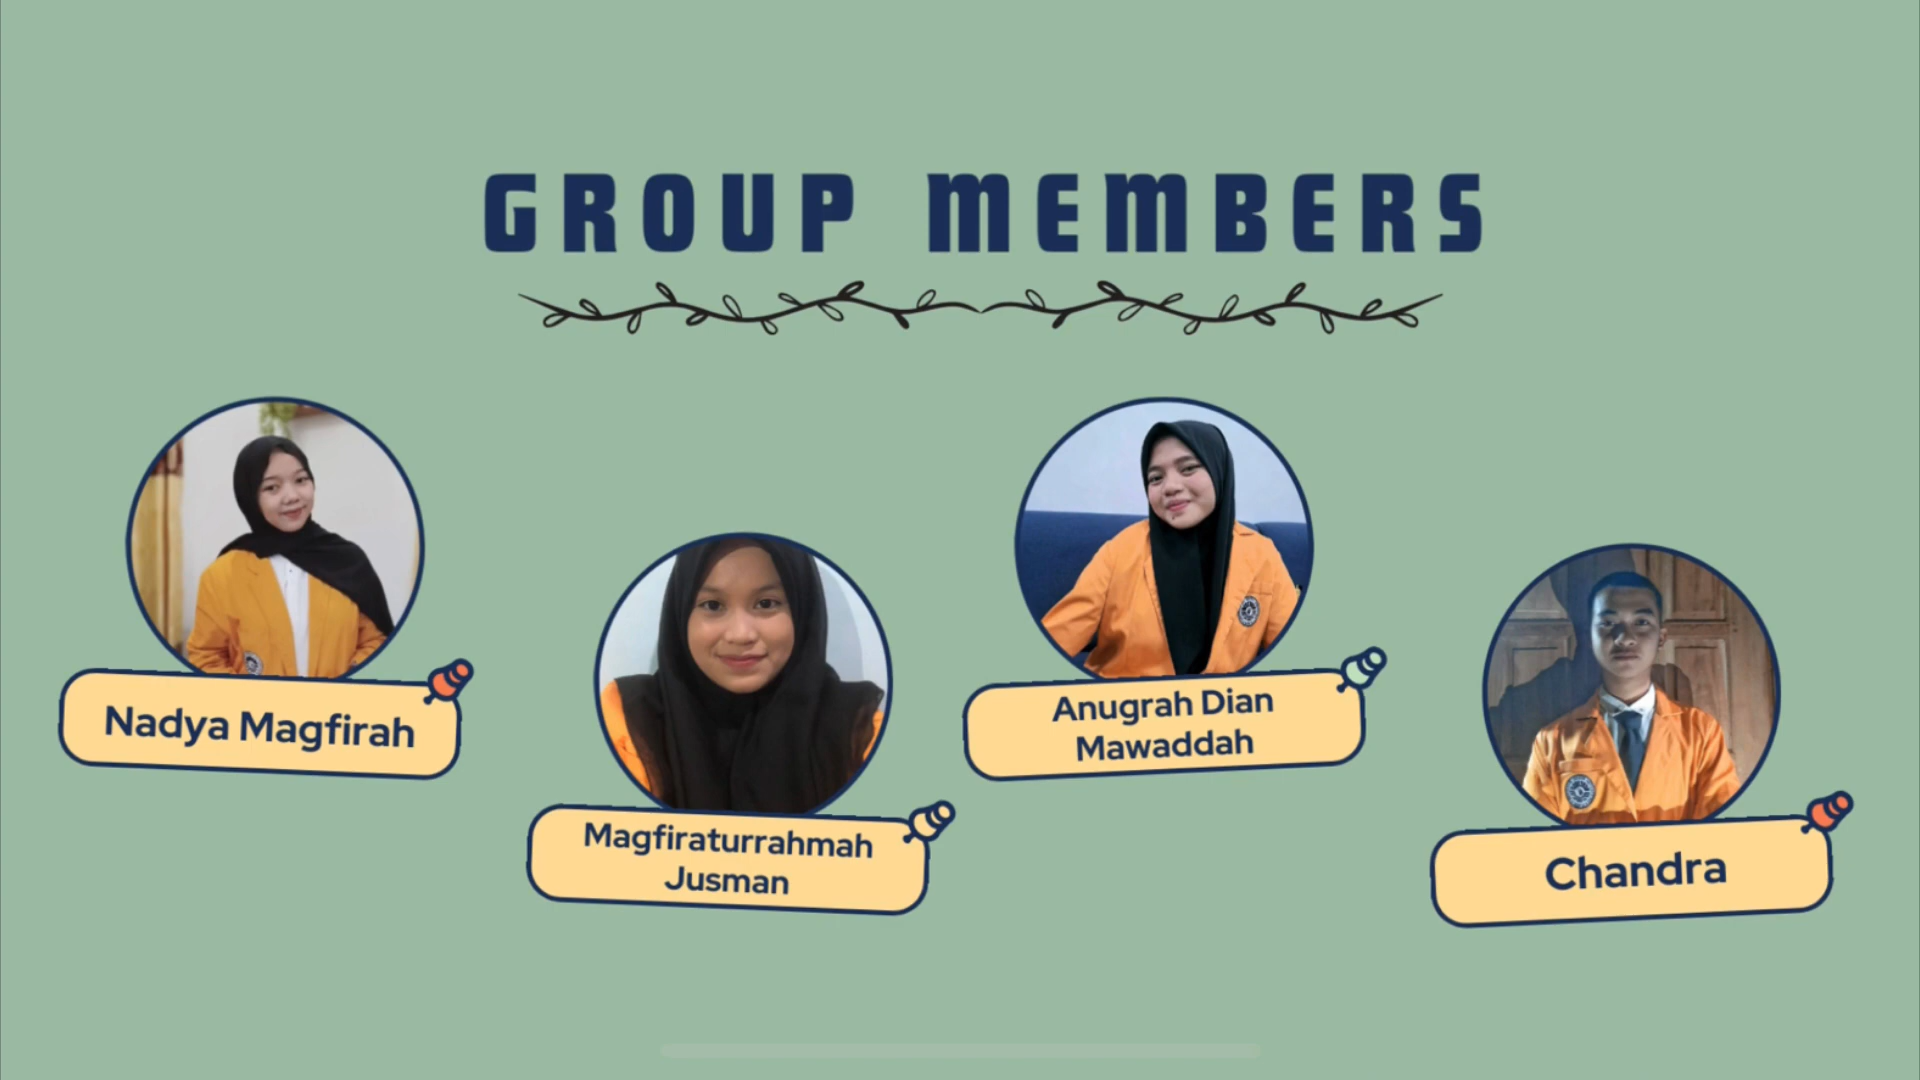 GROUP MEMBERS
Nadya Magfirah
Magfiraturrahmah
Jusman
Anugrah Dian
Mawaddah
Chandra